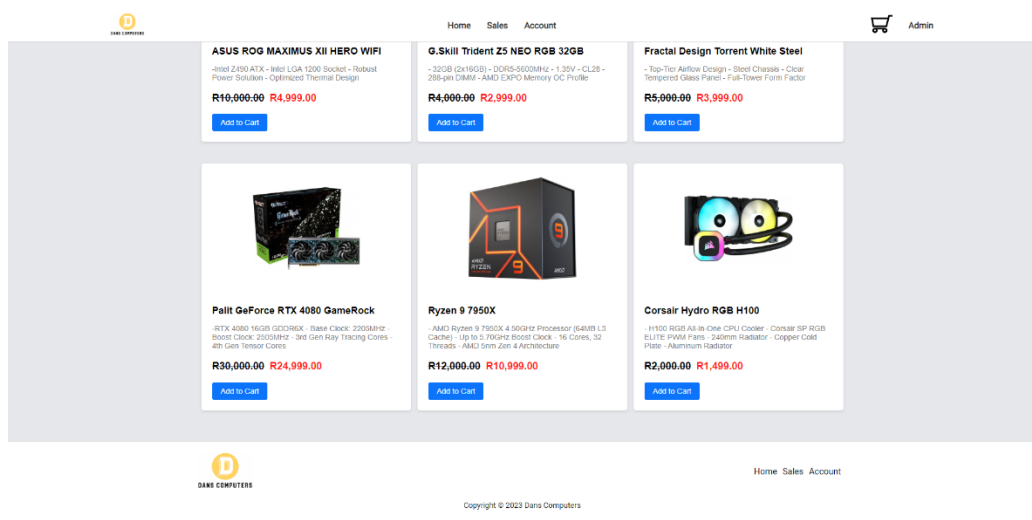 DANS COMPUTERS
Home Sales Account
Admin
ASUS ROG MAXIMUS XII HERO WIFI
-Intel Z490 ATX - Intel LGA 1200 Socket - Robust
Power Solution - Optimized Thermal Design
R10,000.00 R4,999.00
Add to Cart
G.Skill Trident Z5 NEO RGB 32GB
- 32GB (2x16GB) - DDR5-5600MHz - 1.35V - CL28 -
288-pin DIMM - AMD EXPO Memory OC Profile
R4,000.00 R2,999.00
Add to Cart
Fractal Design Torrent White Steel
- Top-Tier Airflow Design - Steel Chassis - Clear
Tempered Glass Panel - Full-Tower Form Factor
R5,000.00 R3,999.00
Add to Cart
GameRock
Palit GeForce RTX 4080 GameRock
-RTX 4080 16GB GDDR6X - Base Clock: 2205MHz -
Boost Clock: 2505MHz - 3rd Gen Ray Tracing Cores -
4th Gen Tensor Cores
R30,000.00 R24,999.00
Add to Cart
AMD
RYZEN
9
9
AMD
Ryzen 9 7950X
- AMD Ryzen 9 7950X 4.50GHz Processor (64MB L3
Cache) - Up to 5.70GHz Boost Clock - 16 Cores, 32
Threads - AMD 5nm Zen 4 Architecture
R12,000.00 R10,999.00
Add to Cart
Corsair Hydro RGB H100
- H100 RGB All-In-One CPU Cooler - Corsair SP RGB
ELITE PWM Fans - 240mm Radiator - Copper Cold
Plate - Aluminum Radiator
R2,000.00 R1,499.00
Add to Cart
DANS COMPUTERS
Home Sales Account
Copyright © 2023 Dans Computers